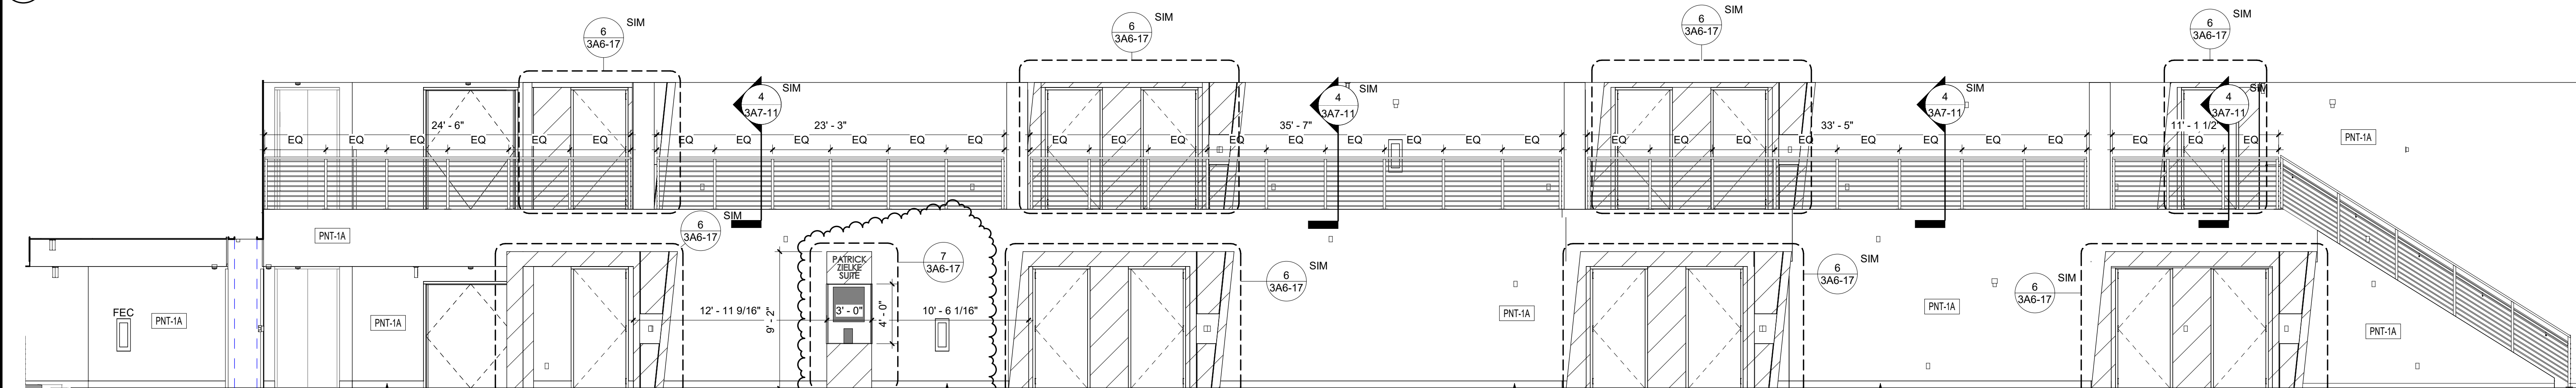 6
3A6-17
SIM
6
3A6-17
SIM
6
3A6-17
SIM
6
3A6-17
SIM
4
3A7-11
SIM
4
3A7-11
SIM
4
3A7-11
SIM
4
3A7-11
SIM
24' - 6"
23' - 3"
35' - 7"
33' - 5"
11' - 1 1/2"
PNT-1A
EQ EQ EQ EQ EQ EQ
EQ EQ EQ EQ EQ EQ
EQ EQ EQ EQ EQ EQ EQ EQ EQ
EQ EQ EQ EQ EQ EQ EQ EQ
EQ EQ EQ
PNT-1A
6
3A6-17
SIM
PATRICK
ZIELKE
SUITE
7
3A6-17
6
3A6-17
SIM
6
3A6-17
SIM
6
3A6-17
SIM
FEC
PNT-1A
PNT-1A
12' - 11 9/16"
9' - 2"
3' - 0"
4' - 0"
10' - 6 1/16"
PNT-1A
PNT-1A
PNT-1A